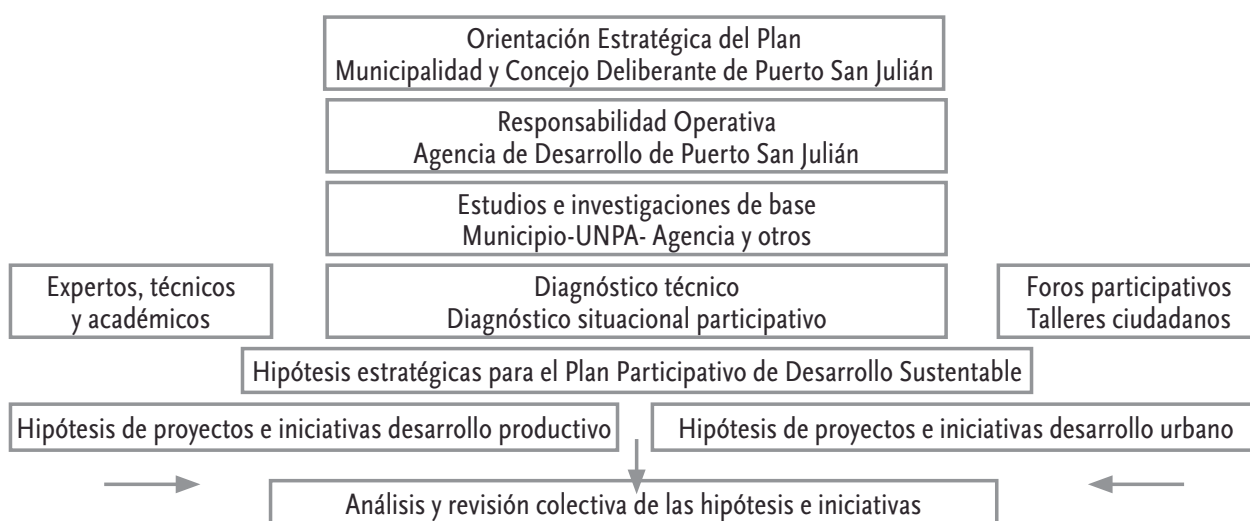 Orientación Estratégica del Plan
Municipalidad y Concejo Deliberante de Puerto San Julián
Responsabilidad Operativa
Agencia de Desarrollo de Puerto San Julián
Estudios e investigaciones de base
Municipio-UNPA- Agencia y otros
Expertos, técnicos
y académicos
Diagnóstico técnico
Diagnóstico situacional participativo
Foros participativos
Talleres ciudadanos
Hipótesis estratégicas para el Plan Participativo de Desarrollo Sustentable
Hipótesis de proyectos e iniciativas desarrollo productivo
Hipótesis de proyectos e iniciativas desarrollo urbano
Análisis y revisión colectiva de las hipótesis e iniciativas